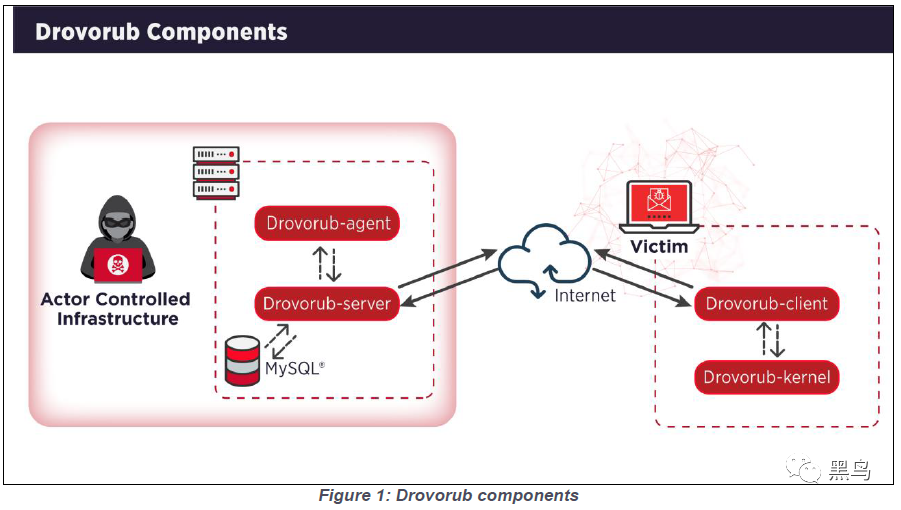 Drovorub Components
Drovorub-agent
Drovorub-server
MySQL®
Actor Controlled
Infrastructure
Internet
Victim
Drovorub-client
Drovorub-kernel
黑鸟
Figure 1: Drovorub components